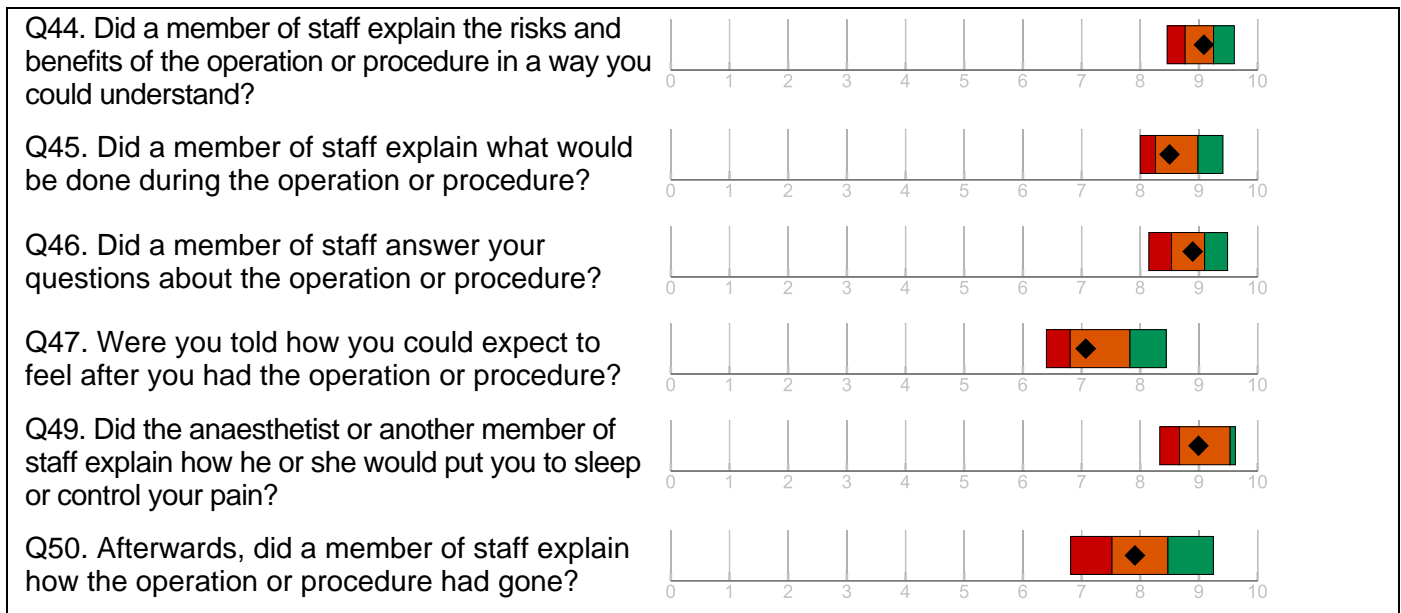 Q44. Did a member of staff explain the risks and
benefits of the operation or procedure in a way you
could understand?
0 1 2 3 4 5 6 7 8 9 10
Q45. Did a member of staff explain what would
be done during the operation or procedure?
0 1 2 3 4 5 6 7 8 9 10
Q46. Did a member of staff answer your
questions about the operation or procedure?
0 1 2 3 4 5 6 7 8 9 10
Q47. Were you told how you could expect to
feel after you had the operation or procedure?
0 1 2 3 4 5 6 7 8 9 10
Q49. Did the anaesthetist or another member of
staff explain how he or she would put you to sleep
or control your pain?
0 1 2 3 4 5 6 7 8 9 10
Q50. Afterwards, did a member of staff explain
how the operation or procedure had gone?
0 1 2 3 4 5 6 7 8 9 10